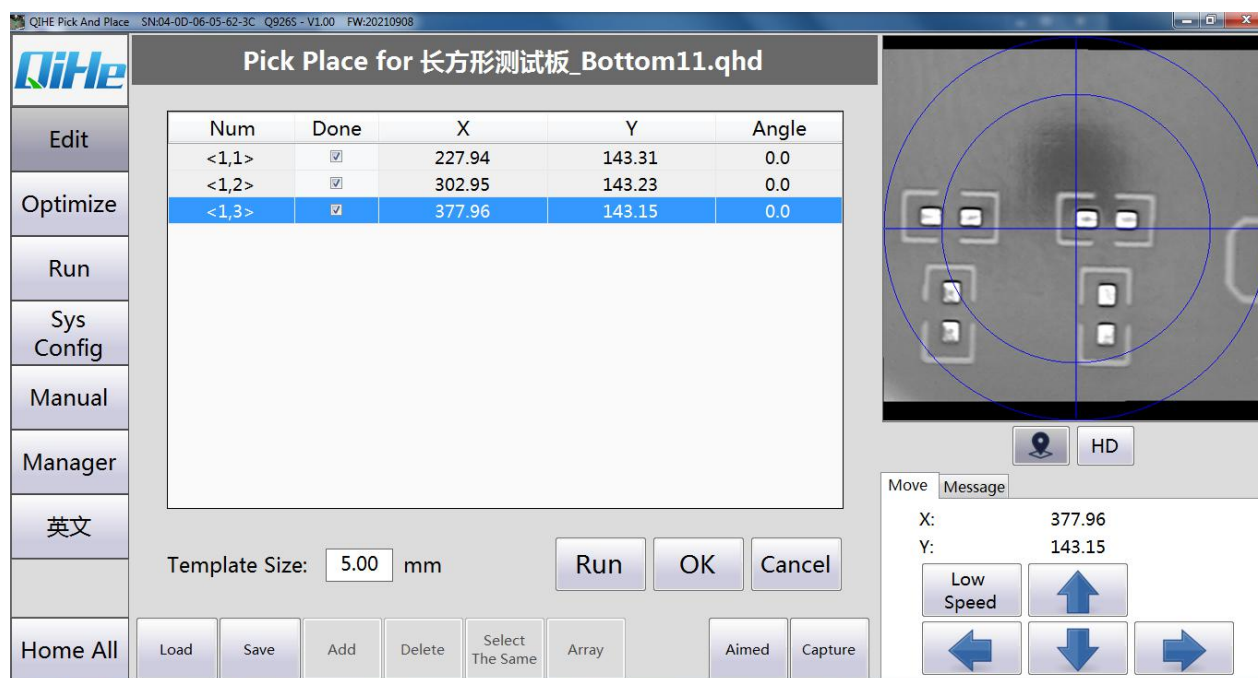 QIHE Pick And Place SN:04-0D-06-05-62-3C Q926S - V1.00 FW:20210908
QiHe
Pick Place for 长方形测试板_Bottom11.qhd
Edit
Optimize
Run
Sys
Config
Manual
Manager
英文
Home All
Num Done X Y Angle
<1,1> 227.94 143.31 0.0
<1,2> 302.95 143.23 0.0
<1,3> 377.96 143.15 0.0
Template Size: 5.00 mm
Run OK Cancel
Load Save Add Delete Select
The Same Array Aimed Capture
HD
Move Message
X: 377.96
Y: 143.15
Low
Speed